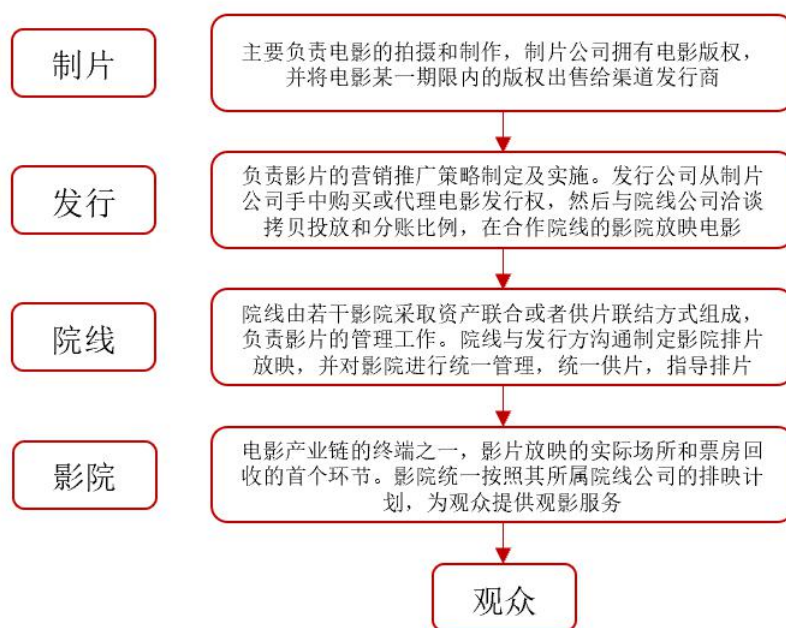 制片
主要负责电影的拍摄和制作，制片公司拥有电影版权，
并将电影某一期限内的版权出售给渠道发行商
发行
负责影片的营销推广策略制定及实施。发行公司从制片
公司手中购买或代理电影发行权，然后与院线公司洽谈
拷贝投放和分账比例，在合作院线的影院放映电影
院线
院线由若干影院采取资产联合或者供片联结方式组成，
负责影片的管理工作。院线与发行方沟通制定影院排片
放映，并对影院进行统一管理，统一供片，指导排片
影院
电影产业链的终端之一，影片放映的实际场所和票房回
收的首个环节。影院统一按照其所属院线公司的排映计
划，为观众提供观影服务
观众